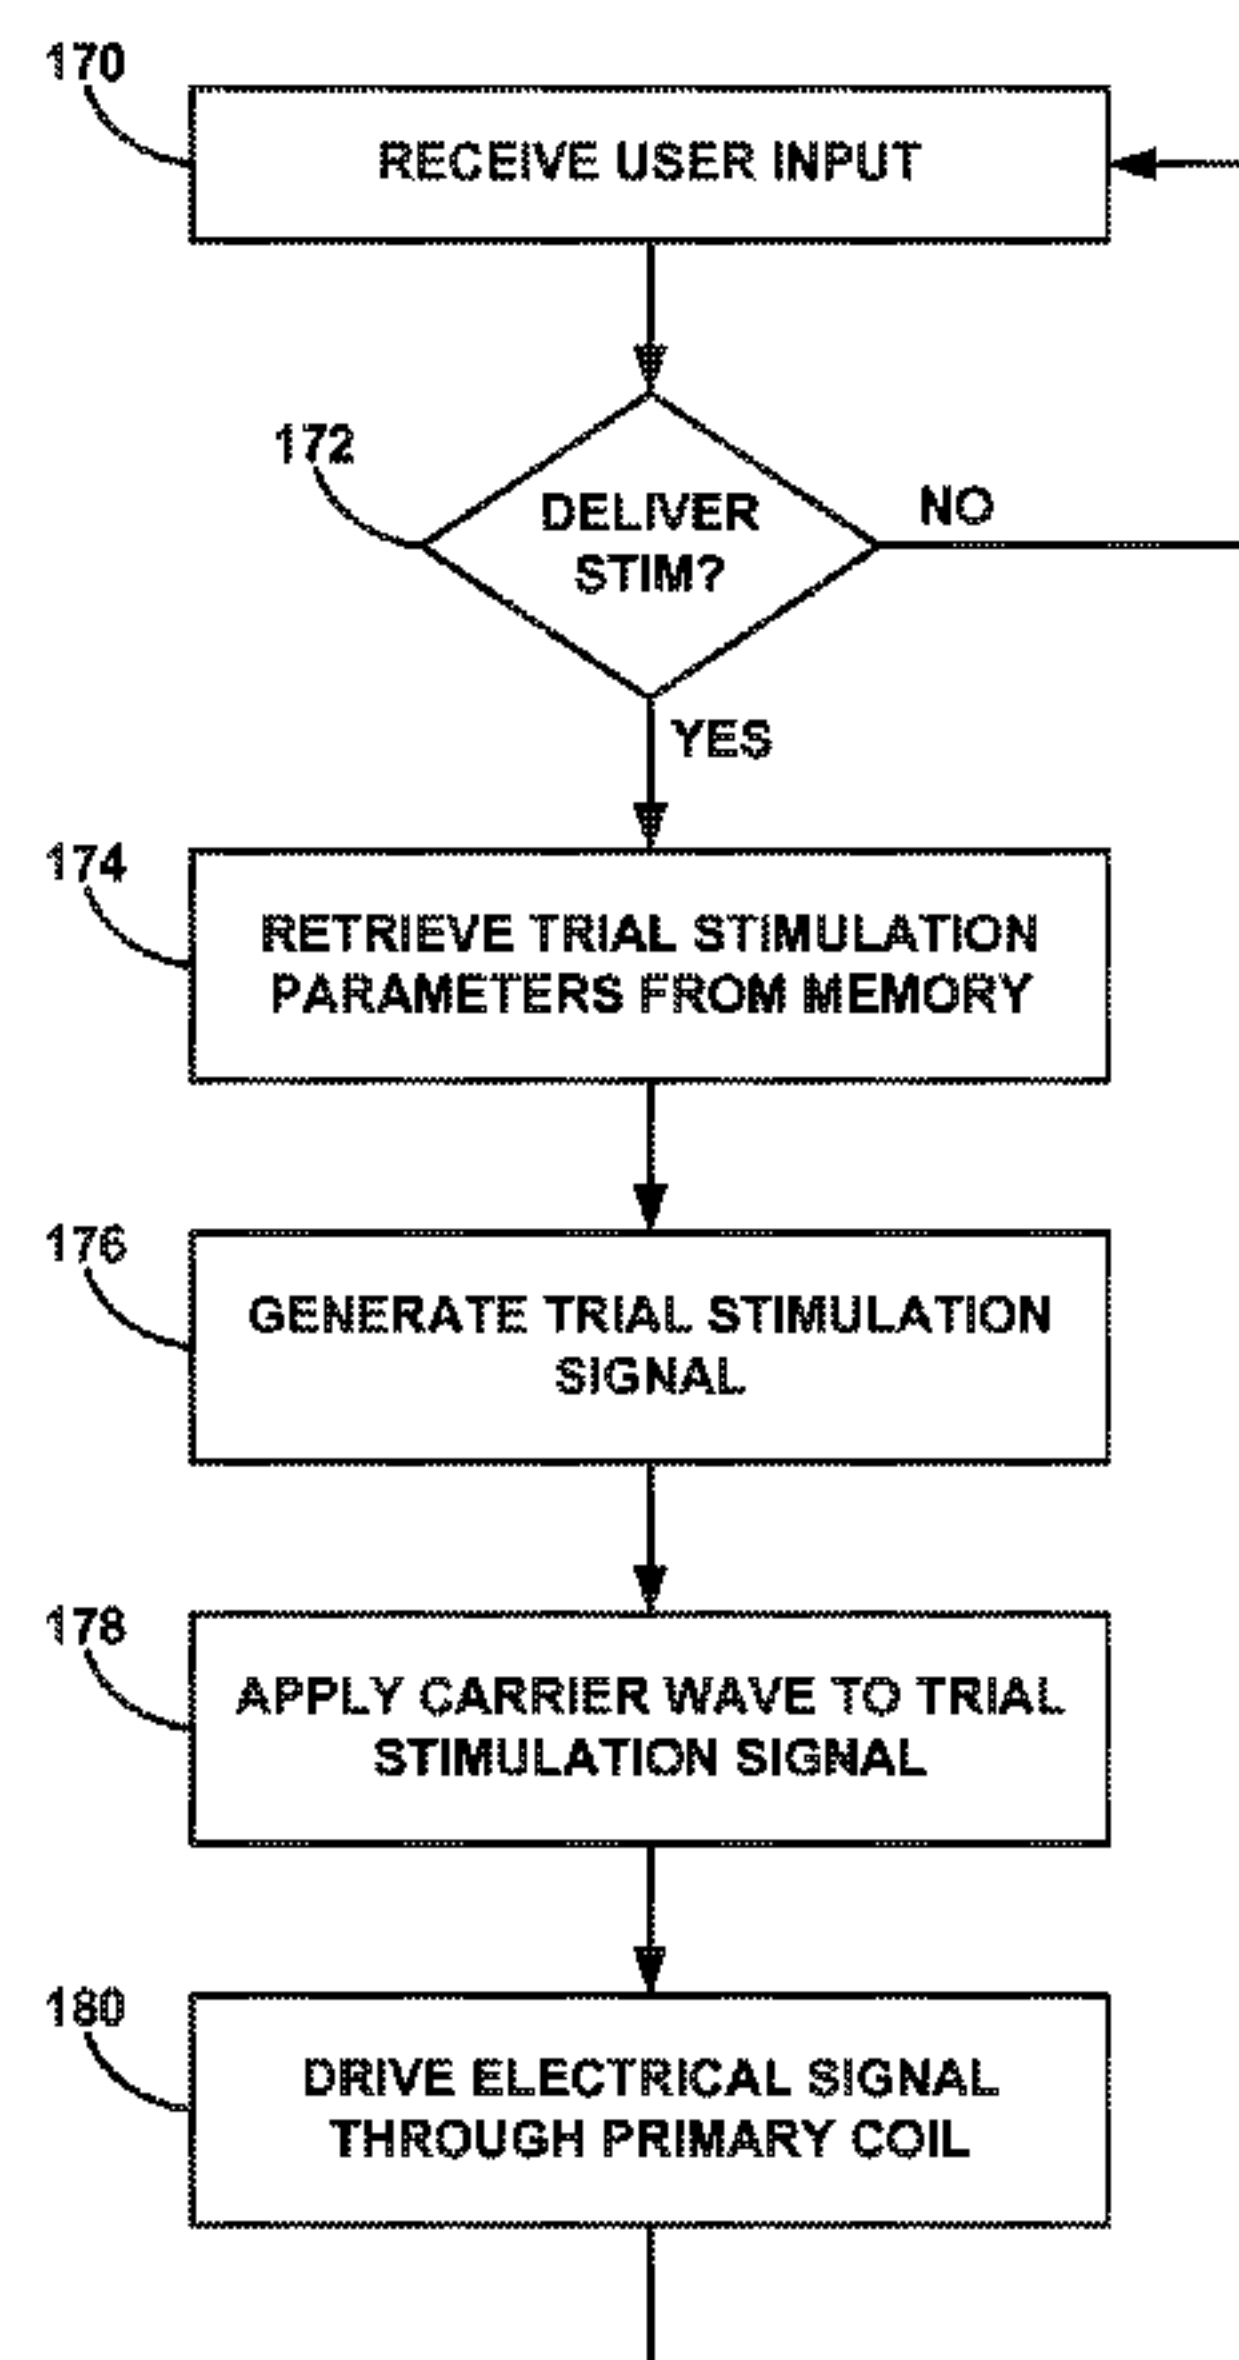 170
RECEIVE USER INPUT
172
DELIVER
STIM?
NO
YES
174
RETRIEVE TRIAL STIMULATION
PARAMETERS FROM MEMORY
176
GENERATE TRIAL STIMULATION
SIGNAL
178
APPLY CARRIER WAVE TO TRIAL
STIMULATION SIGNAL
180
DRIVE ELECTRICAL SIGNAL
THROUGH PRIMARY COIL